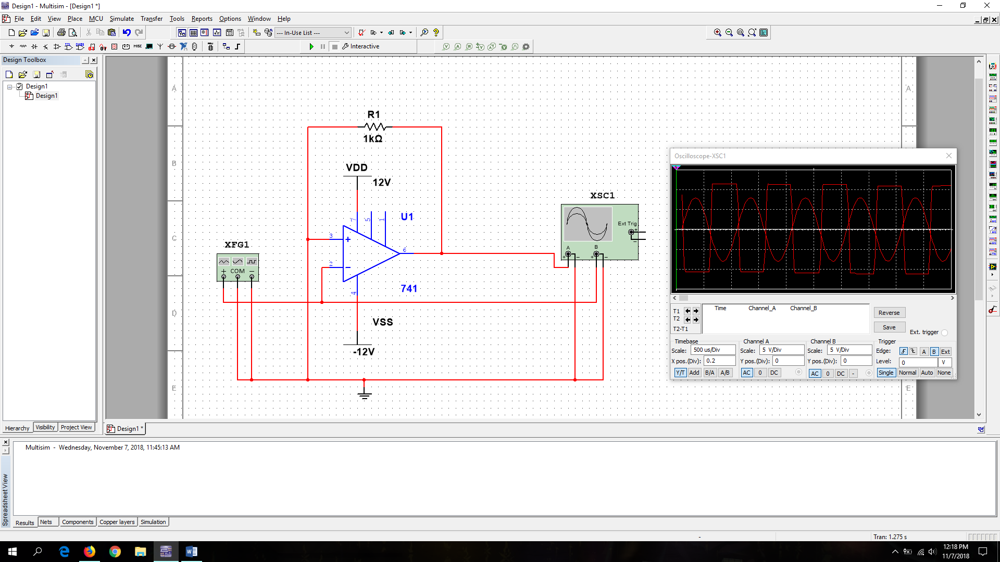 Design1 - Multisim - [Design1 *]
File Edit View Place MCU Simulate Transfer Tools Reports Options Window Help
--- In-Use List ---
MISC Interactive
Design Toolbox
Design1
Design1
A
B
C
D
E
A
E
R1
1kΩ
VDD
12V
U1
7
5
1
3
2
6
4
741
VSS
-12V
XFG1
+ COM −
XSC1
Ext Trig
+
−
A
B
+ − + −
Oscilloscope-XSC1
Time Channel_A Channel_B
T1
T2
T2-T1
Reverse
Save
Ext. trigger
Timebase Channel A Channel B Trigger
Scale: 500 us/Div Scale: 5 V/Div Scale: 5 V/Div Edge: A B Ext
X pos.(Div): 0.2 Y pos.(Div): 0 Y pos.(Div): 0 Level: 0 V
Y/T Add B/A A/B AC 0 DC AC 0 DC - Single Normal Auto None
Hierarchy Visibility Project View
Design1 *
Multisim - Wednesday, November 7, 2018, 11:45:13 AM
Spreadsheet View
Results Nets Components Copper layers Simulation
- Tran: 1.275 s
12:18 PM
11/7/2018